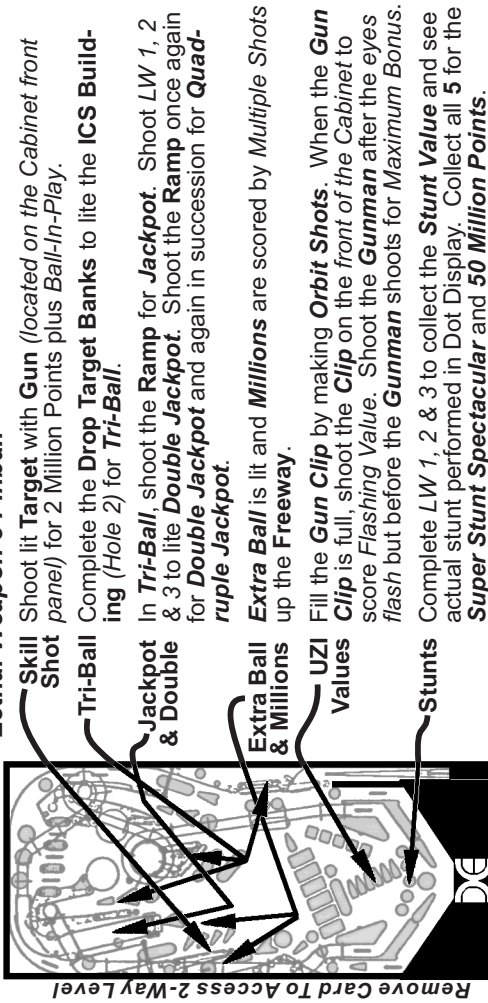 Skill Shot
Shoot lit Target with Gun (located on the Cabinet front
panel) for 2 Million Points plus Ball-In-Play.
Tri-Ball
Complete the Drop Target Banks to lite the ICS Build-
ing (Hole 2) for Tri-Ball.
Jackpot
& Double
In Tri-Ball, shoot the Ramp for Jackpot. Shoot LW 1, 2
& 3 to lite Double Jackpot. Shoot the Ramp once again
for Double Jackpot and again in succession for Quad-
ruple Jackpot.
Extra Ball
& Millions
Extra Ball is lit and Millions are scored by Multiple Shots
up the Freeway.
UZI
Values
Fill the Gun Clip by making Orbit Shots. When the Gun
Clip is full, shoot the Clip on the front of the Cabinet to
score Flashing Value. Shoot the Gunman after the eyes
flash but before the Gunman shoots for Maximum Bonus.
Stunts
Complete LW 1, 2 & 3 to collect the Stunt Value and see
actual stunt performed in Dot Display. Collect all 5 for the
Super Stunt Spectacular and 50 Million Points.
Remove Card To Access 2-Way Level
DE